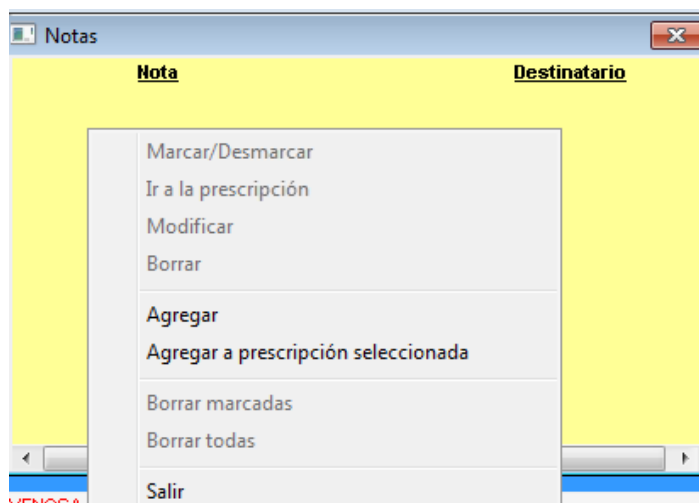 Notas
Nota Destinatario
Marcar/Desmarcar
Ir a la prescripción
Modificar
Borrar
Agregar
Agregar a prescripción seleccionada
Borrar marcadas
Borrar todas
Salir